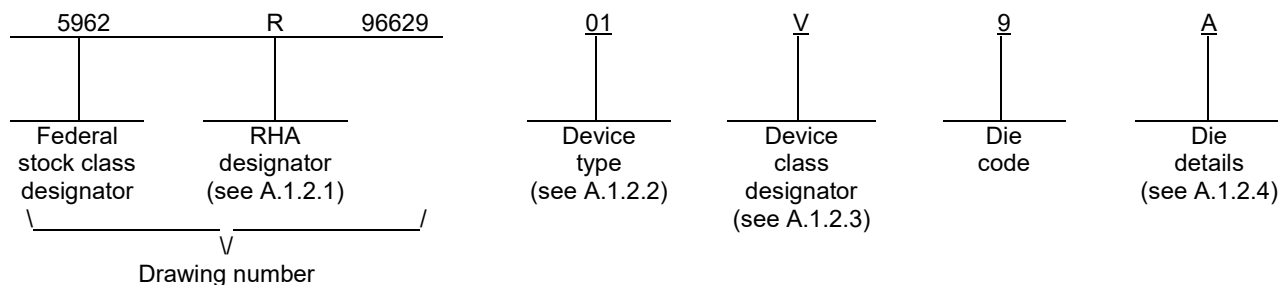 5962 R 96629 01 V 9 A
Federal stock class designator
RHA designator (see A.1.2.1)
Device type (see A.1.2.2)
Device class designator (see A.1.2.3)
Die code
Die details (see A.1.2.4)
Drawing number